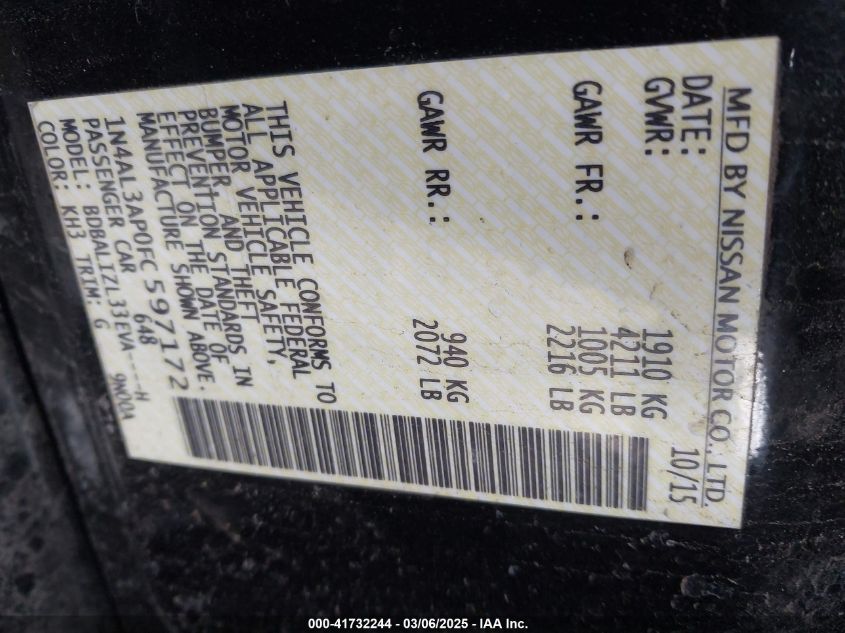 MFD BY NISSAN MOTOR CO., LTD.
DATE: 10/15
GVWR: 1910 KG
4211 LB
GAWR FR.: 1005 KG
2216 LB
GAWR RR.: 940 KG
2072 LB
THIS VEHICLE CONFORMS TO
ALL APPLICABLE FEDERAL
MOTOR VEHICLE SAFETY,
BUMPER, AND THEFT
PREVENTION STANDARDS IN
EFFECT ON THE DATE OF
MANUFACTURE SHOWN ABOVE.
1N4AL3AP0FC597172
PASSENGER CAR 648
MODEL: BDBALIZL33EVA----H
COLOR: KH3 TRIM: G 9N00A
000-41732244 - 03/06/2025 - IAA Inc.